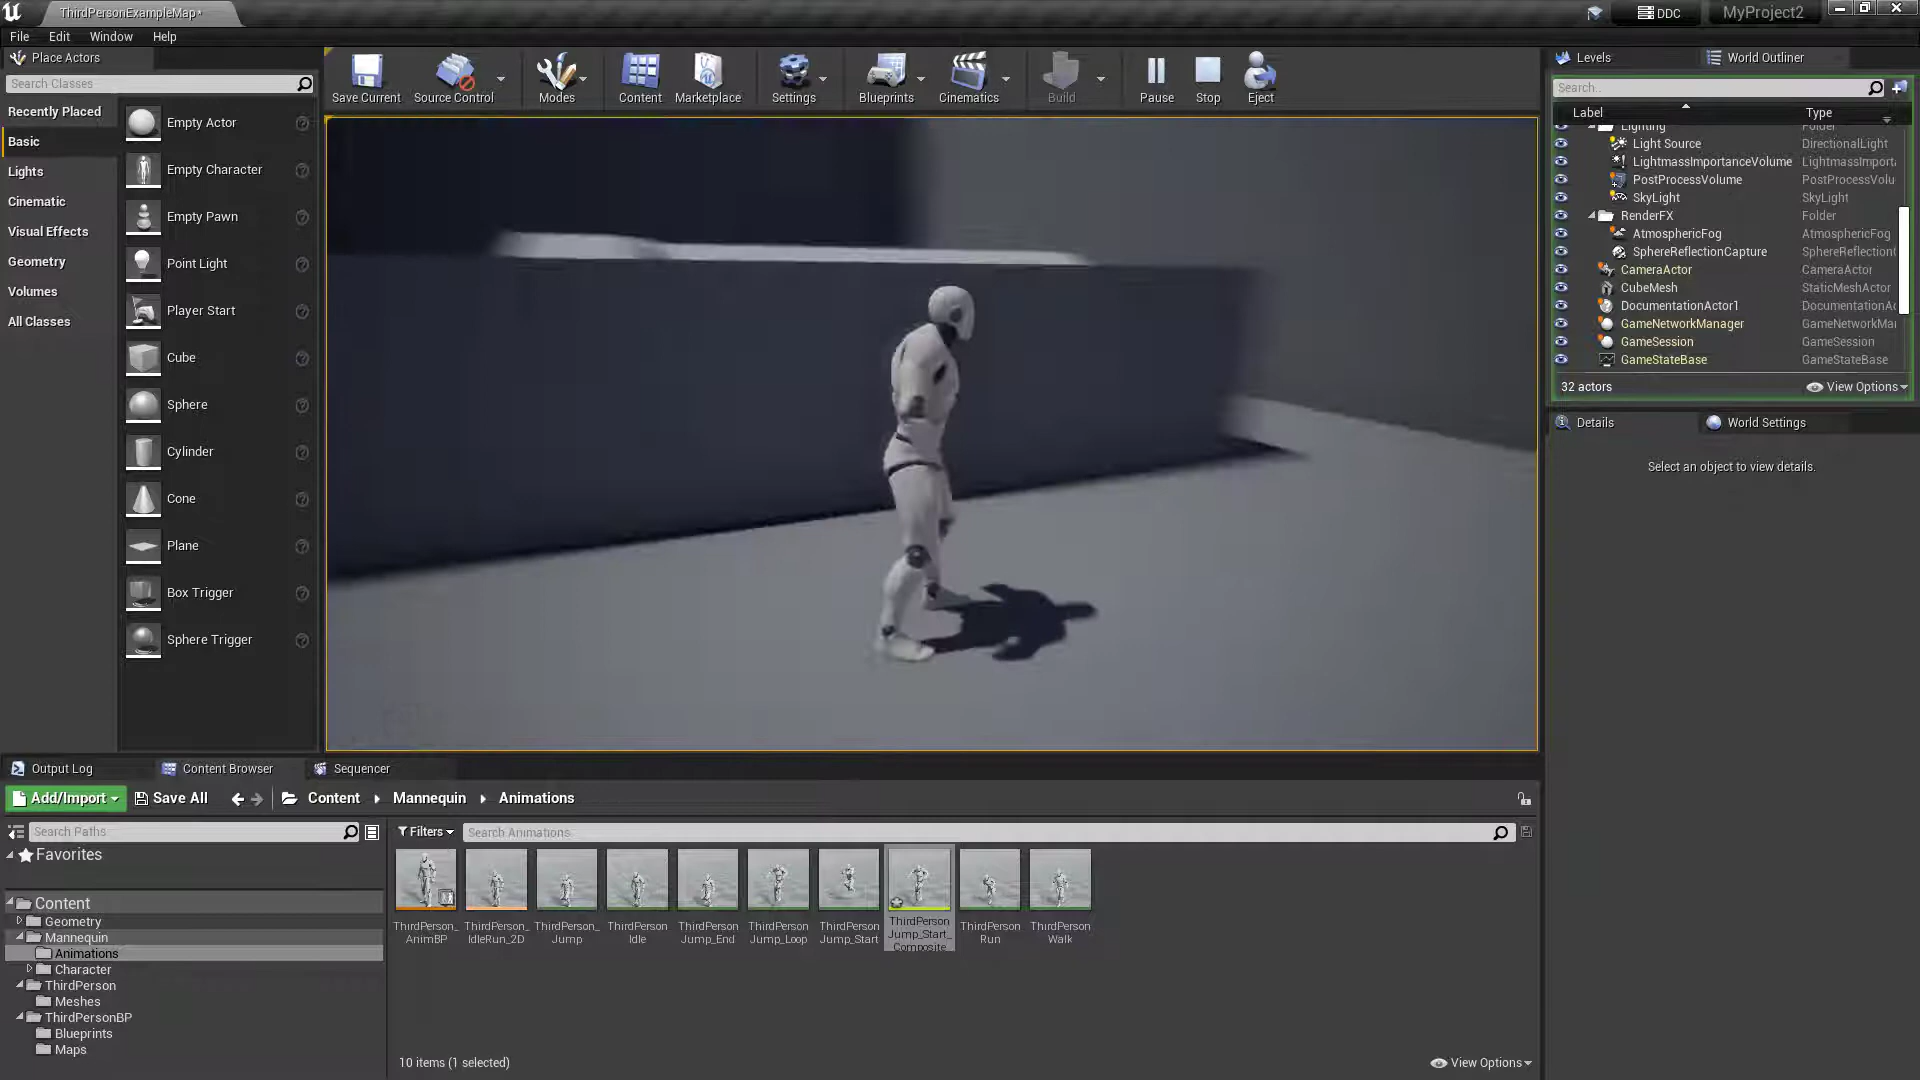 ThirdPersonExampleMap*
DDC
MyProject2
File
Edit
Window
Help
Place Actors
Search Classes
Recently Placed
Basic
Lights
Cinematic
Visual Effects
Geometry
Volumes
All Classes
Empty Actor
Empty Character
Empty Pawn
Point Light
Player Start
Cube
Sphere
Cylinder
Cone
Plane
Box Trigger
Sphere Trigger
Save Current
Source Control
Modes
Content
Marketplace
Settings
Blueprints
Cinematics
Build
Pause
Stop
Eject
Levels
World Outliner
Search...
Label
Type
Lighting
Folder
Light Source
DirectionalLight
LightmassImportanceVolume
LightmassImport
PostProcessVolume
PostProcessVolu
SkyLight
SkyLight
RenderFX
Folder
AtmosphericFog
AtmosphericFog
SphereReflectionCapture
SphereReflection
CameraActor
CameraActor
CubeMesh
StaticMeshActor
DocumentationActor1
DocumentationAc
GameNetworkManager
GameNetworkMa
GameSession
GameSession
GameStateBase
GameStateBase
32 actors
View Options
Details
World Settings
Select an object to view details.
Output Log
Content Browser
Sequencer
Add/Import
Save All
Content
Mannequin
Animations
Search Paths
Filters
Search Animations
Favorites
Content
Geometry
Mannequin
Animations
Character
ThirdPerson
Meshes
ThirdPersonBP
Blueprints
Maps
ThirdPerson_
AnimBP
ThirdPerson_
IdleRun_2D
ThirdPerson_
Jump
ThirdPerson
Idle
ThirdPerson
Jump_End
ThirdPerson
Jump_Loop
ThirdPerson
Jump_Start
ThirdPerson
Jump_Start_
Composite
ThirdPerson
Run
ThirdPerson
Walk
10 items (1 selected)
View Options